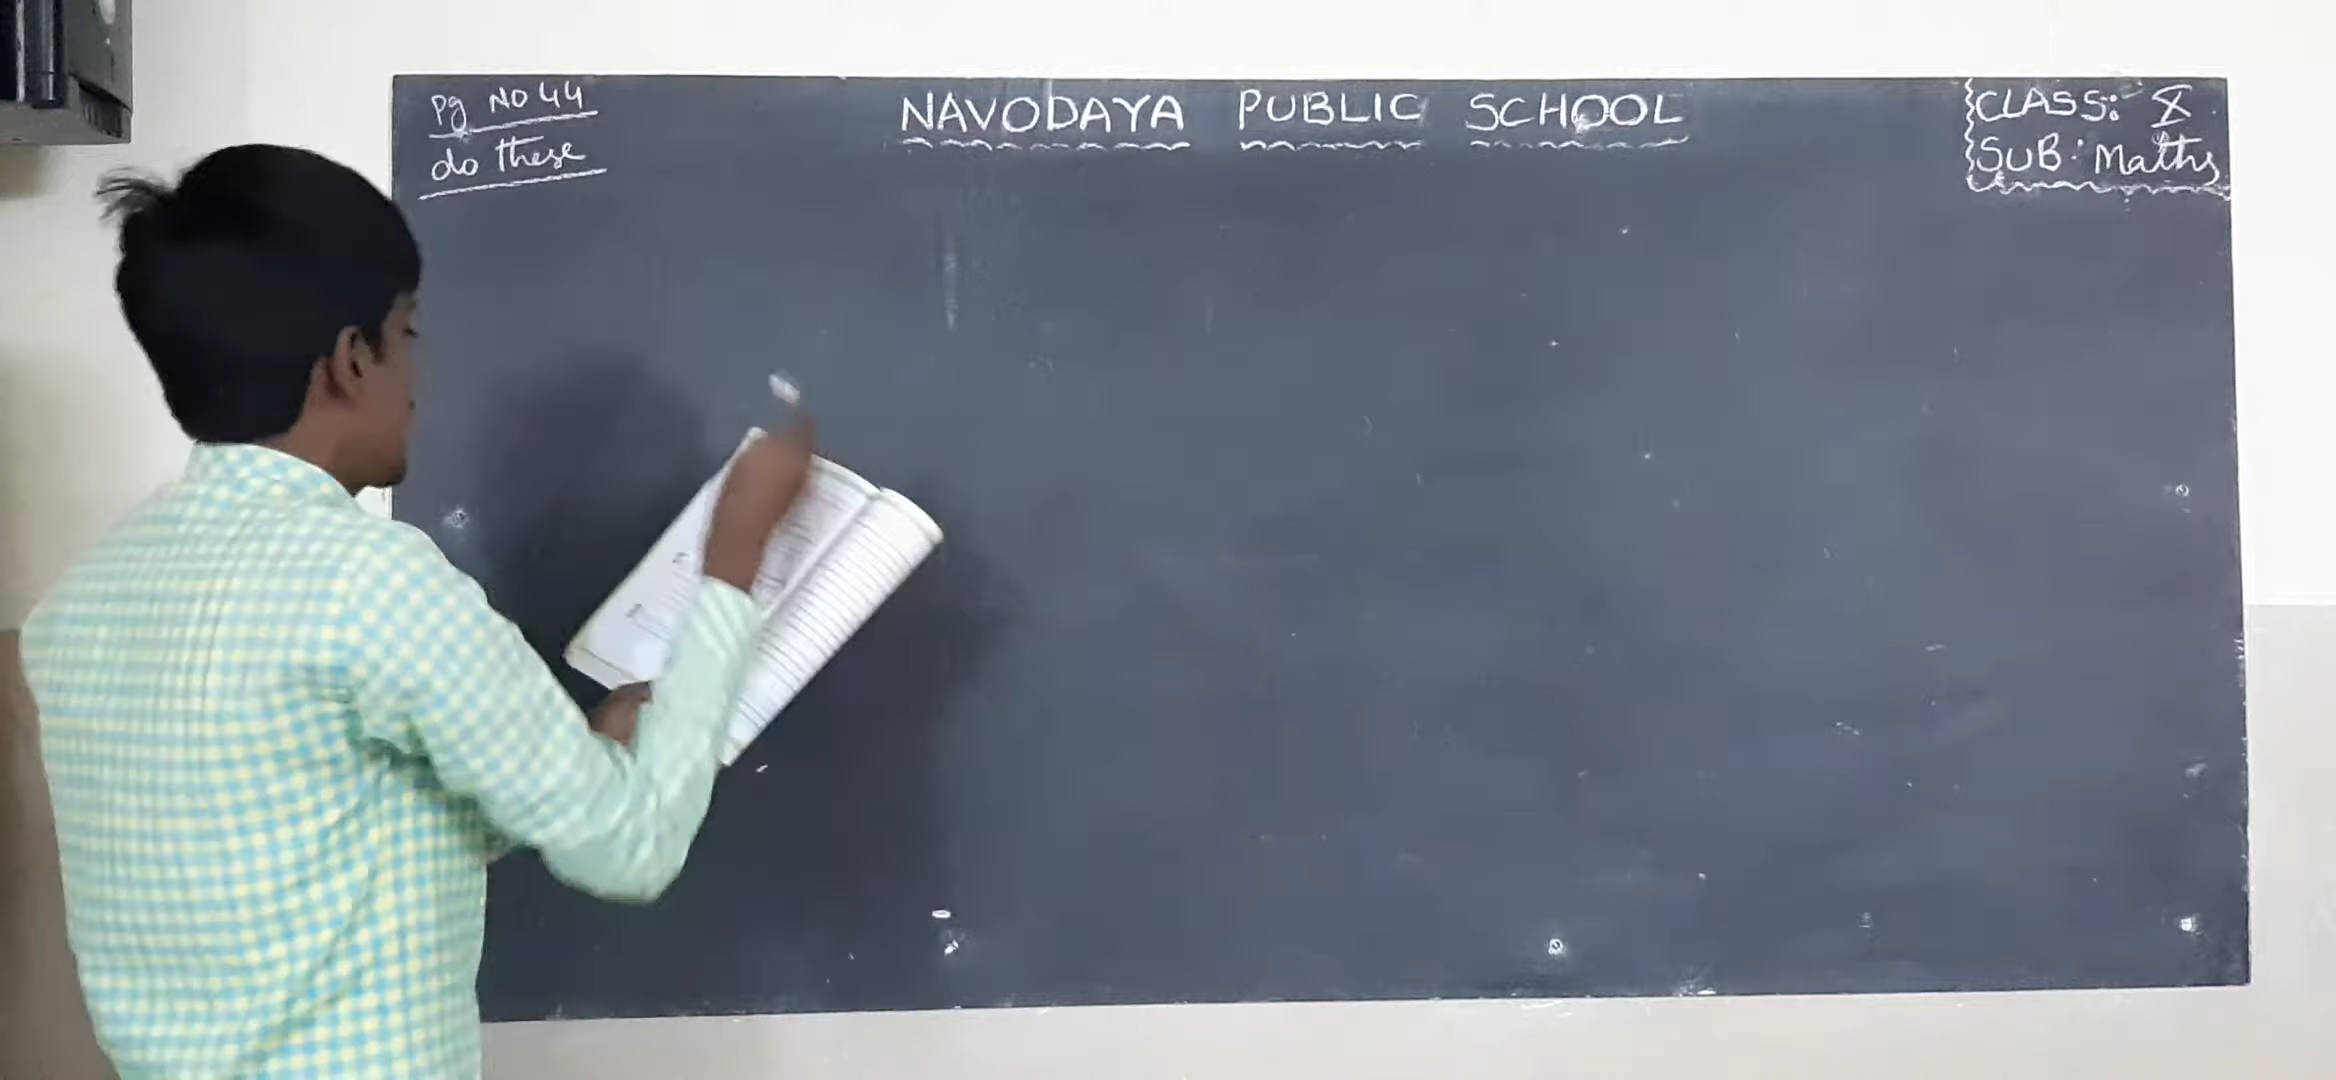 Pg NO 44
do these
NAVODAYA PUBLIC SCHOOL
CLASS: X
SUB: Maths